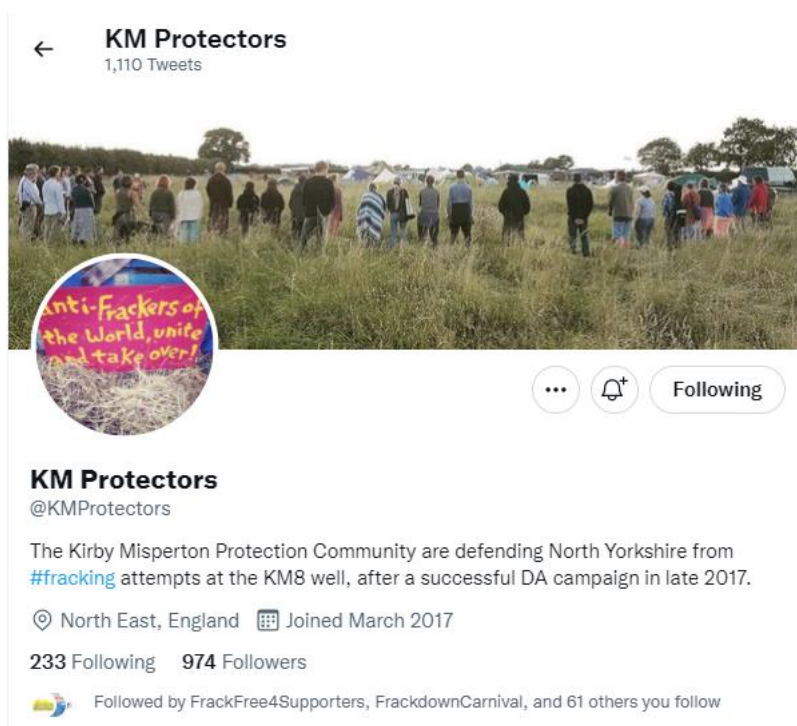 KM Protectors
1,110 Tweets
anti-Frackers of
the World, unite
and take over!
Following
KM Protectors
@KMProtectors
The Kirby Misperton Protection Community are defending North Yorkshire from
#fracking attempts at the KM8 well, after a successful DA campaign in late 2017.
North East, England Joined March 2017
233 Following 974 Followers
Followed by FrackFree4Supporters, FrackdownCarnival, and 61 others you follow